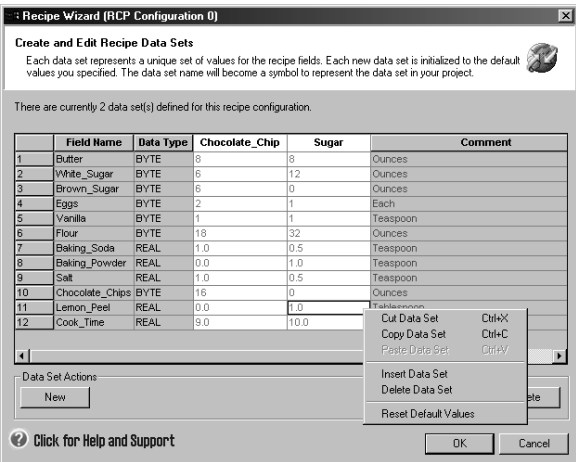 Recipe Wizard (RCP Configuration 0)
Create and Edit Recipe Data Sets
Each data set represents a unique set of values for the recipe fields. Each new data set is initialized to the default
values you specified. The data set name will become a symbol to represent the data set in your project.
There are currently 2 data set(s) defined for this recipe configuration.
Field Name Data Type Chocolate_Chip Sugar Comment
1 Butter BYTE 8 8 Ounces
2 White_Sugar BYTE 6 12 Ounces
3 Brown_Sugar BYTE 6 0 Ounces
4 Eggs BYTE 2 1 Each
5 Vanilla BYTE 1 1 Teaspoon
6 Flour BYTE 18 32 Ounces
7 Baking_Soda REAL 1.0 0.5 Teaspoon
8 Baking_Powder REAL 0.0 1.0 Teaspoon
9 Salt REAL 1.0 0.5 Teaspoon
10 Chocolate_Chips BYTE 16 0 Ounces
11 Lemon_Peel REAL 0.0 1.0 Tablespoon
12 Cook_Time REAL 9.0 10.0
Cut Data Set Ctrl+X
Copy Data Set Ctrl+C
Paste Data Set Ctrl+V
Insert Data Set
Delete Data Set
Reset Default Values
Data Set Actions
New
ete
Click for Help and Support
OK Cancel